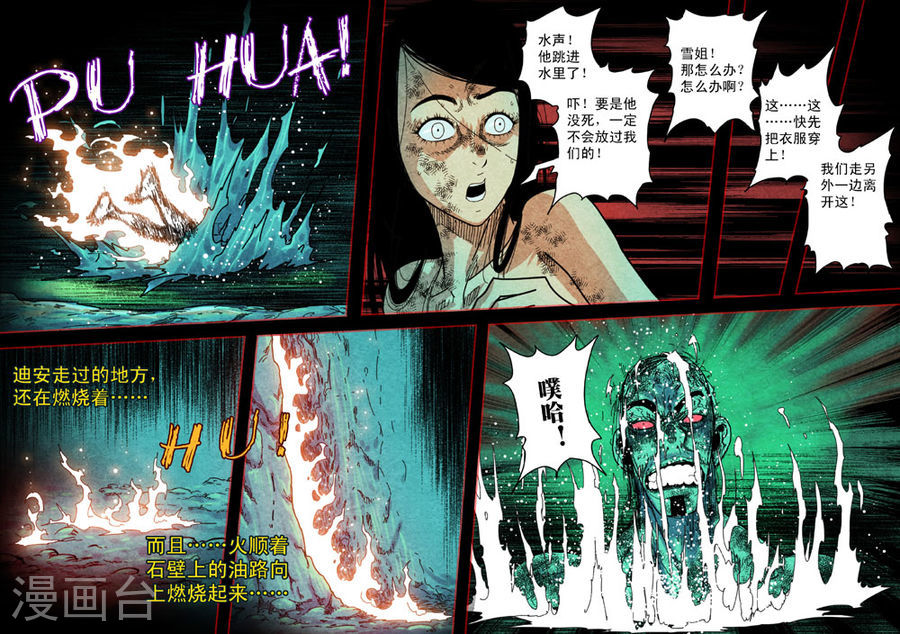 PU HUA!
水声！
他跳进
水里了！
吓！要是他
没死，一定
不会放过我
们的！
雪姐！
那怎么办？
怎么办啊？
这……这
……快先
把衣服穿
上！
我们走另
外一边离
开这！
迪安走过的地方，
还在燃烧着……
HU!
而且……火顺着
石壁上的油路向
上燃烧起来……
噗哈！
漫画台